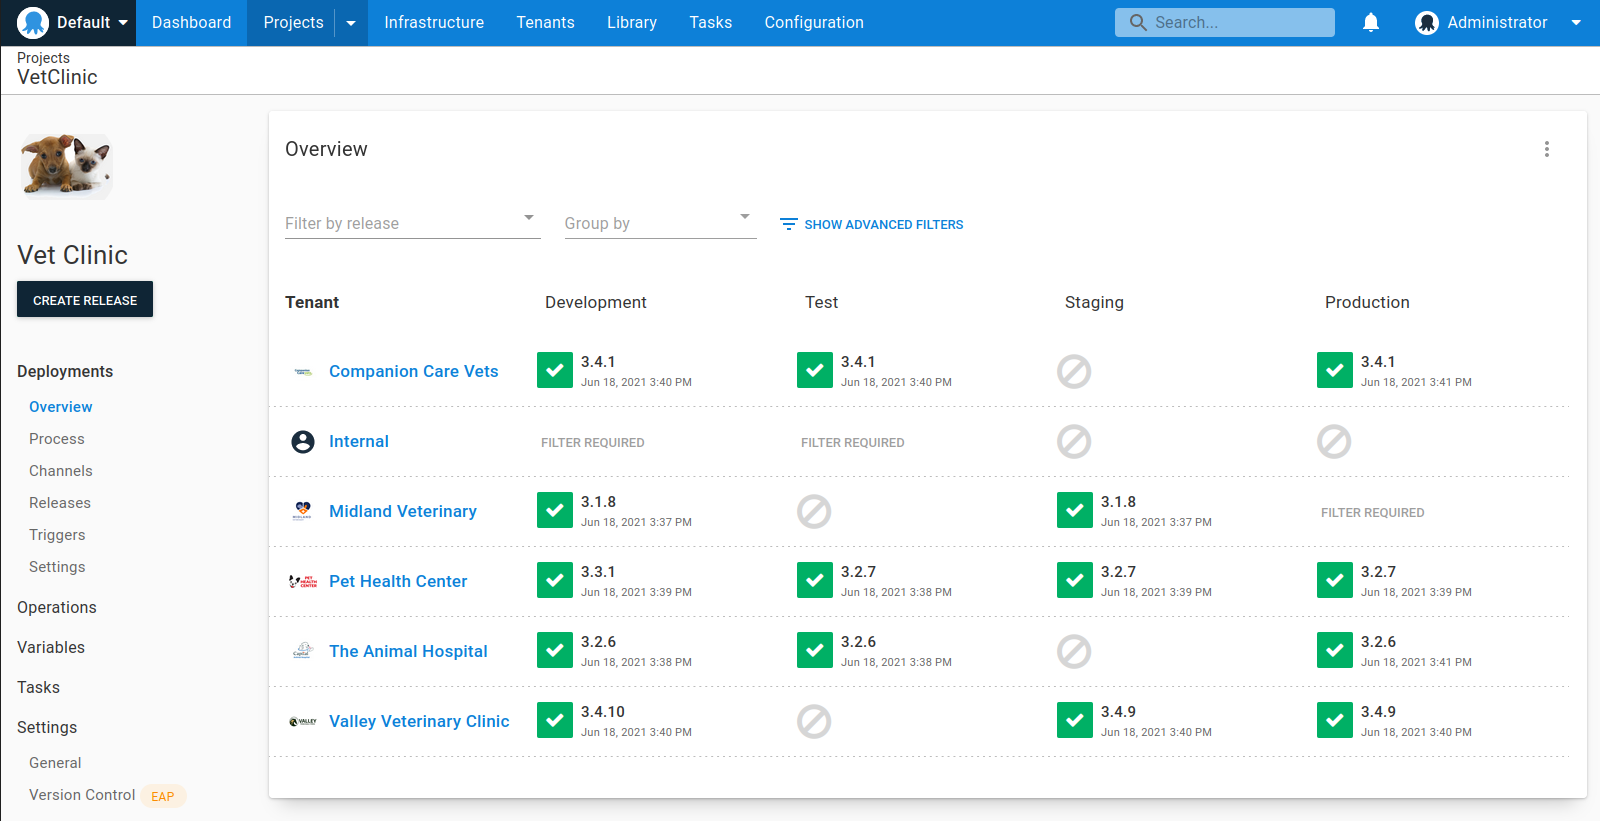 Default
Dashboard
Projects
Infrastructure
Tenants
Library
Tasks
Configuration
Search...
Administrator
Projects
VetClinic
Vet Clinic
CREATE RELEASE
Deployments
Overview
Process
Channels
Releases
Triggers
Settings
Operations
Variables
Tasks
Settings
General
Version Control EAP
Overview
Filter by release
Group by
SHOW ADVANCED FILTERS
Tenant Development Test Staging Production
Companion Care Vets
3.4.1
Jun 18, 2021 3:40 PM
3.4.1
Jun 18, 2021 3:40 PM
3.4.1
Jun 18, 2021 3:41 PM
Internal
FILTER REQUIRED
FILTER REQUIRED
MIDLAND
Midland Veterinary
3.1.8
Jun 18, 2021 3:37 PM
3.1.8
Jun 18, 2021 3:37 PM
FILTER REQUIRED
PET
HEALTH
CENTER
Pet Health Center
3.3.1
Jun 18, 2021 3:39 PM
3.2.7
Jun 18, 2021 3:38 PM
3.2.7
Jun 18, 2021 3:39 PM
3.2.7
Jun 18, 2021 3:39 PM
Capital
The Animal Hospital
3.2.6
Jun 18, 2021 3:38 PM
3.2.6
Jun 18, 2021 3:38 PM
3.2.6
Jun 18, 2021 3:41 PM
VALLEY
Valley Veterinary Clinic
3.4.10
Jun 18, 2021 3:40 PM
3.4.9
Jun 18, 2021 3:40 PM
3.4.9
Jun 18, 2021 3:40 PM